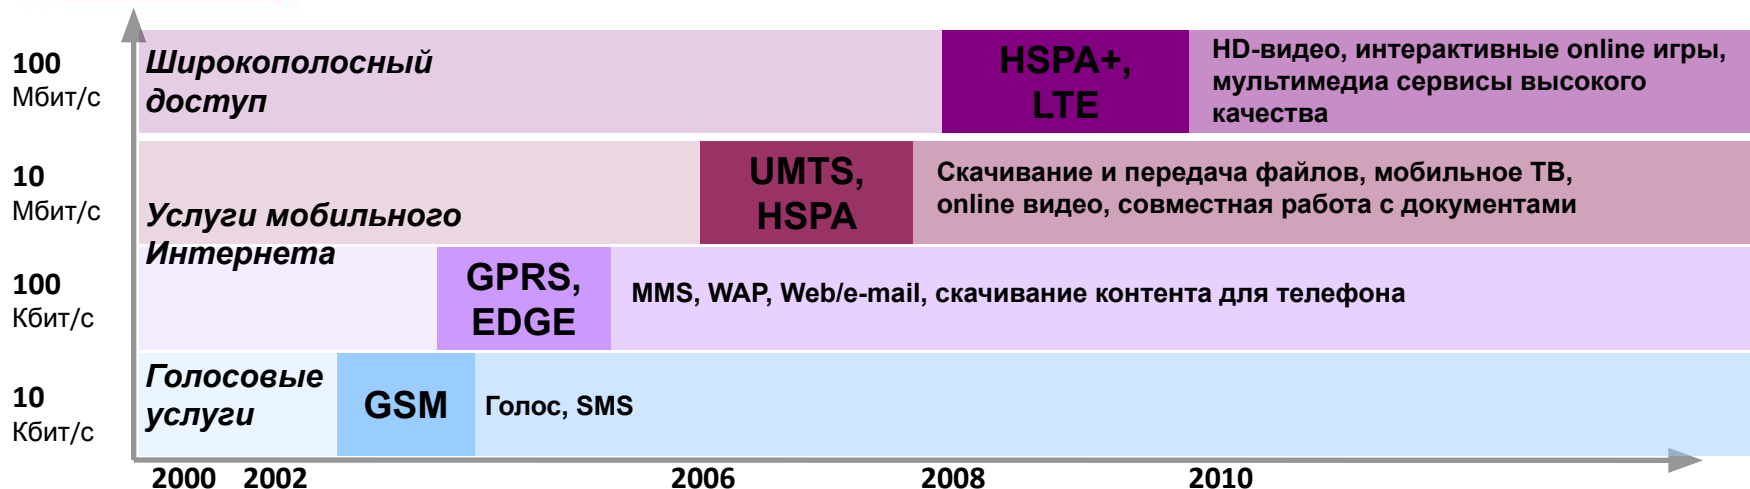 100
Мбит/с
Широкополосный
доступ
HSPA+,
LTE
HD-видео, интерактивные online игры,
мультимедиа сервисы высокого
качества
10
Мбит/с
Услуги мобильного
Интернета
UMTS,
HSPA
Скачивание и передача файлов, мобильное ТВ,
online видео, совместная работа с документами
100
Кбит/с
GPRS,
EDGE
MMS, WAP, Web/e-mail, скачивание контента для телефона
10
Кбит/с
Голосовые
услуги
GSM
Голос, SMS
2000 2002 2006 2008 2010